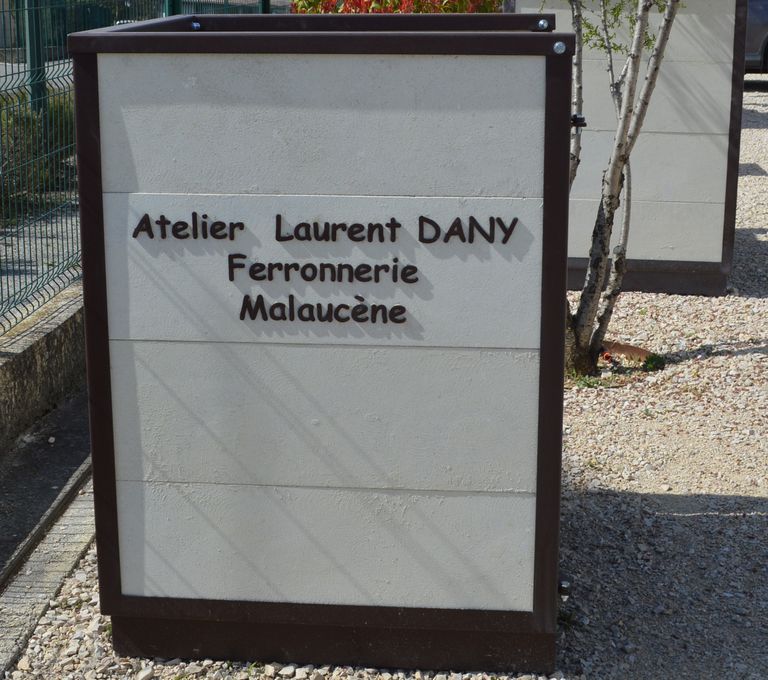 Atelier Laurent DANY
Ferronnerie
Malaucène